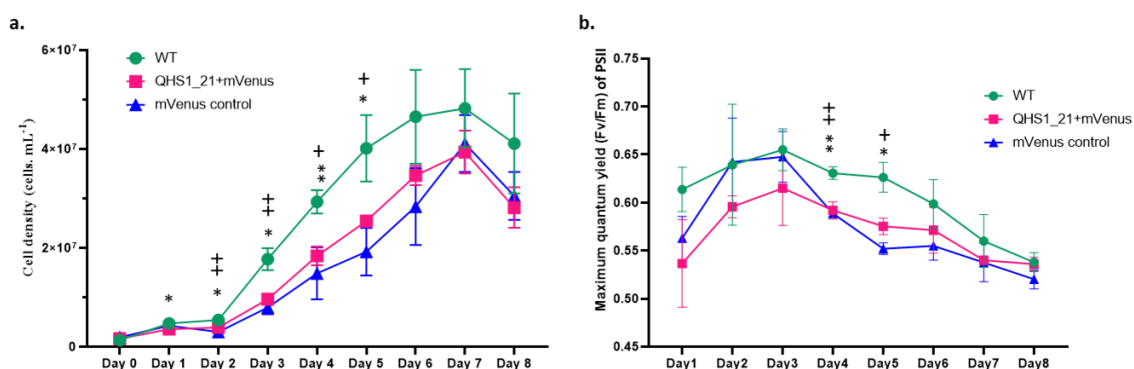 a.
Cell density (cells. mL⁻¹)
6×10⁷
4×10⁷
2×10⁷
0
WT
QHS1_21+mVenus
mVenus control
*
++
*
++
*
+
**
+
*
Day 0 Day 1 Day 2 Day 3 Day 4 Day 5 Day 6 Day 7 Day 8
b.
Maximum quantum yield (Fv/Fm) of PSII
0.75
0.70
0.65
0.60
0.55
0.50
0.45
WT
QHS1_21+mVenus
mVenus control
++
**
+
*
Day1 Day2 Day3 Day4 Day5 Day6 Day7 Day8